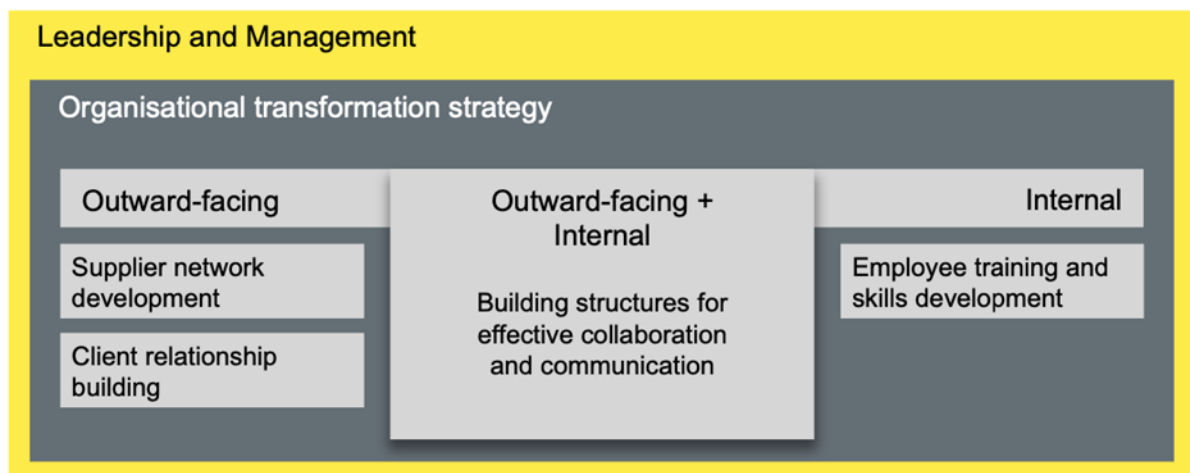 Leadership and Management
Organisational transformation strategy
Outward-facing
Supplier network
development
Client relationship
building
Outward-facing +
Internal
Building structures for
effective collaboration
and communication
Internal
Employee training and
skills development